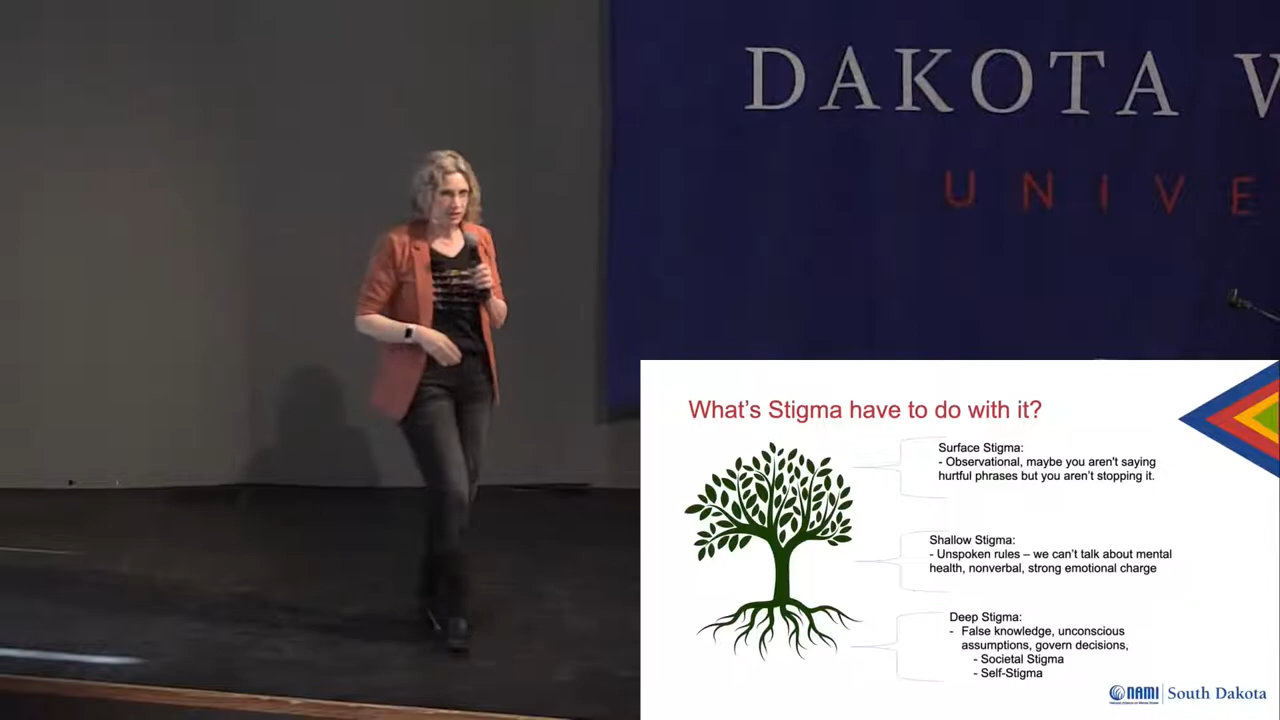 DAKOTA W
UNIVE
What's Stigma have to do with it?
Surface Stigma:
- Observational, maybe you aren't saying
hurtful phrases but you aren't stopping it.
Shallow Stigma:
- Unspoken rules – we can't talk about mental
health, nonverbal, strong emotional charge
Deep Stigma:
- False knowledge, unconscious
assumptions, govern decisions,
- Societal Stigma
- Self-Stigma
NAMI South Dakota